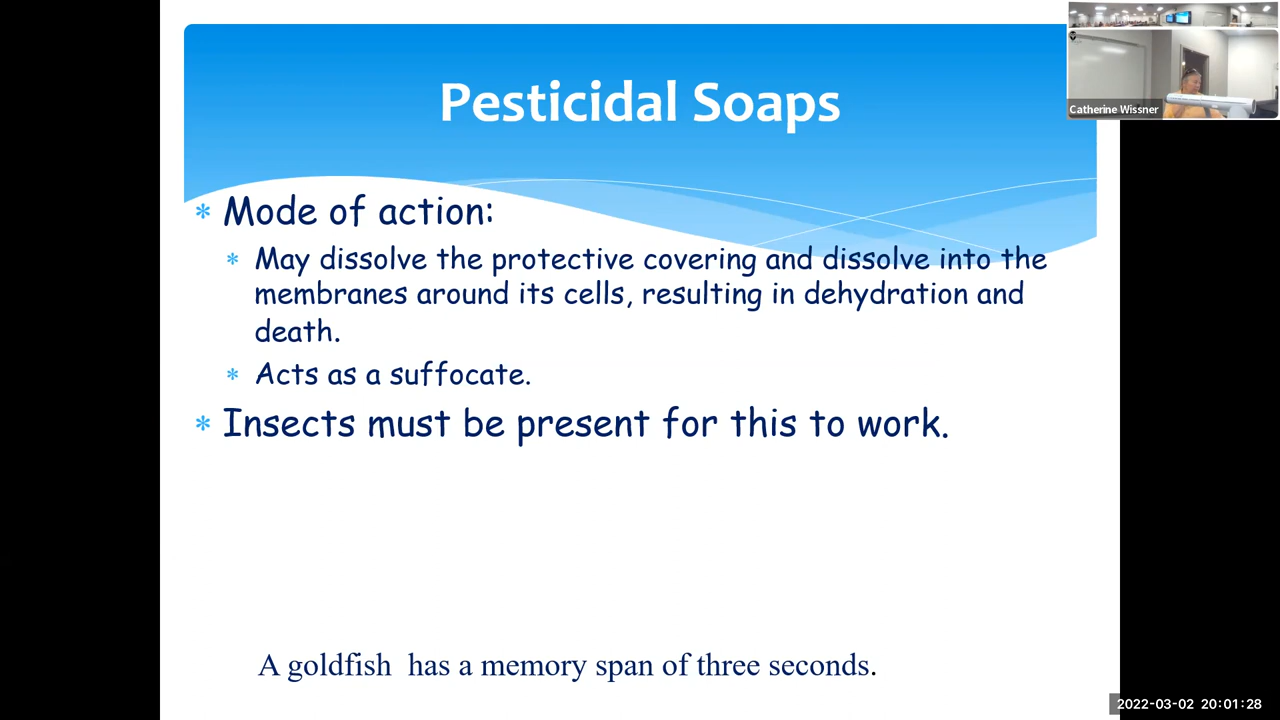 Pesticidal Soaps
Catherine Wissner
* Mode of action:
* May dissolve the protective covering and dissolve into the
membranes around its cells, resulting in dehydration and
death.
* Acts as a suffocate.
* Insects must be present for this to work.
A goldfish has a memory span of three seconds.
2022-03-02 20:01:28